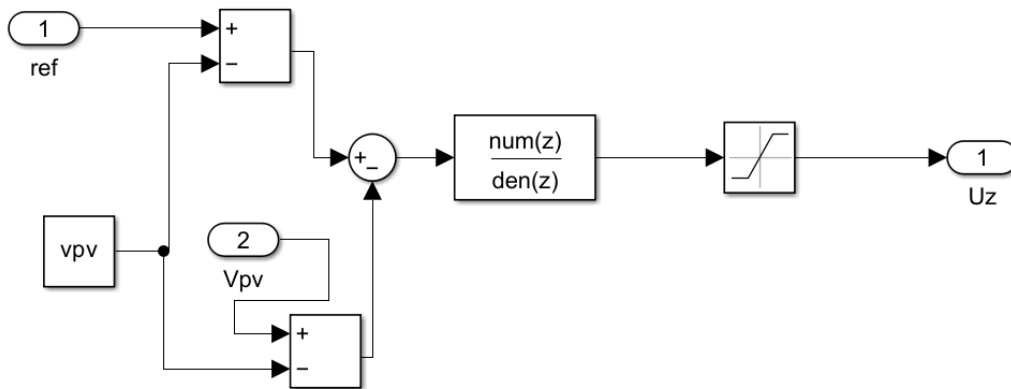 1
ref
+
−
+
−
num(z)
den(z)
1
Uz
vpv
2
Vpv
+
−